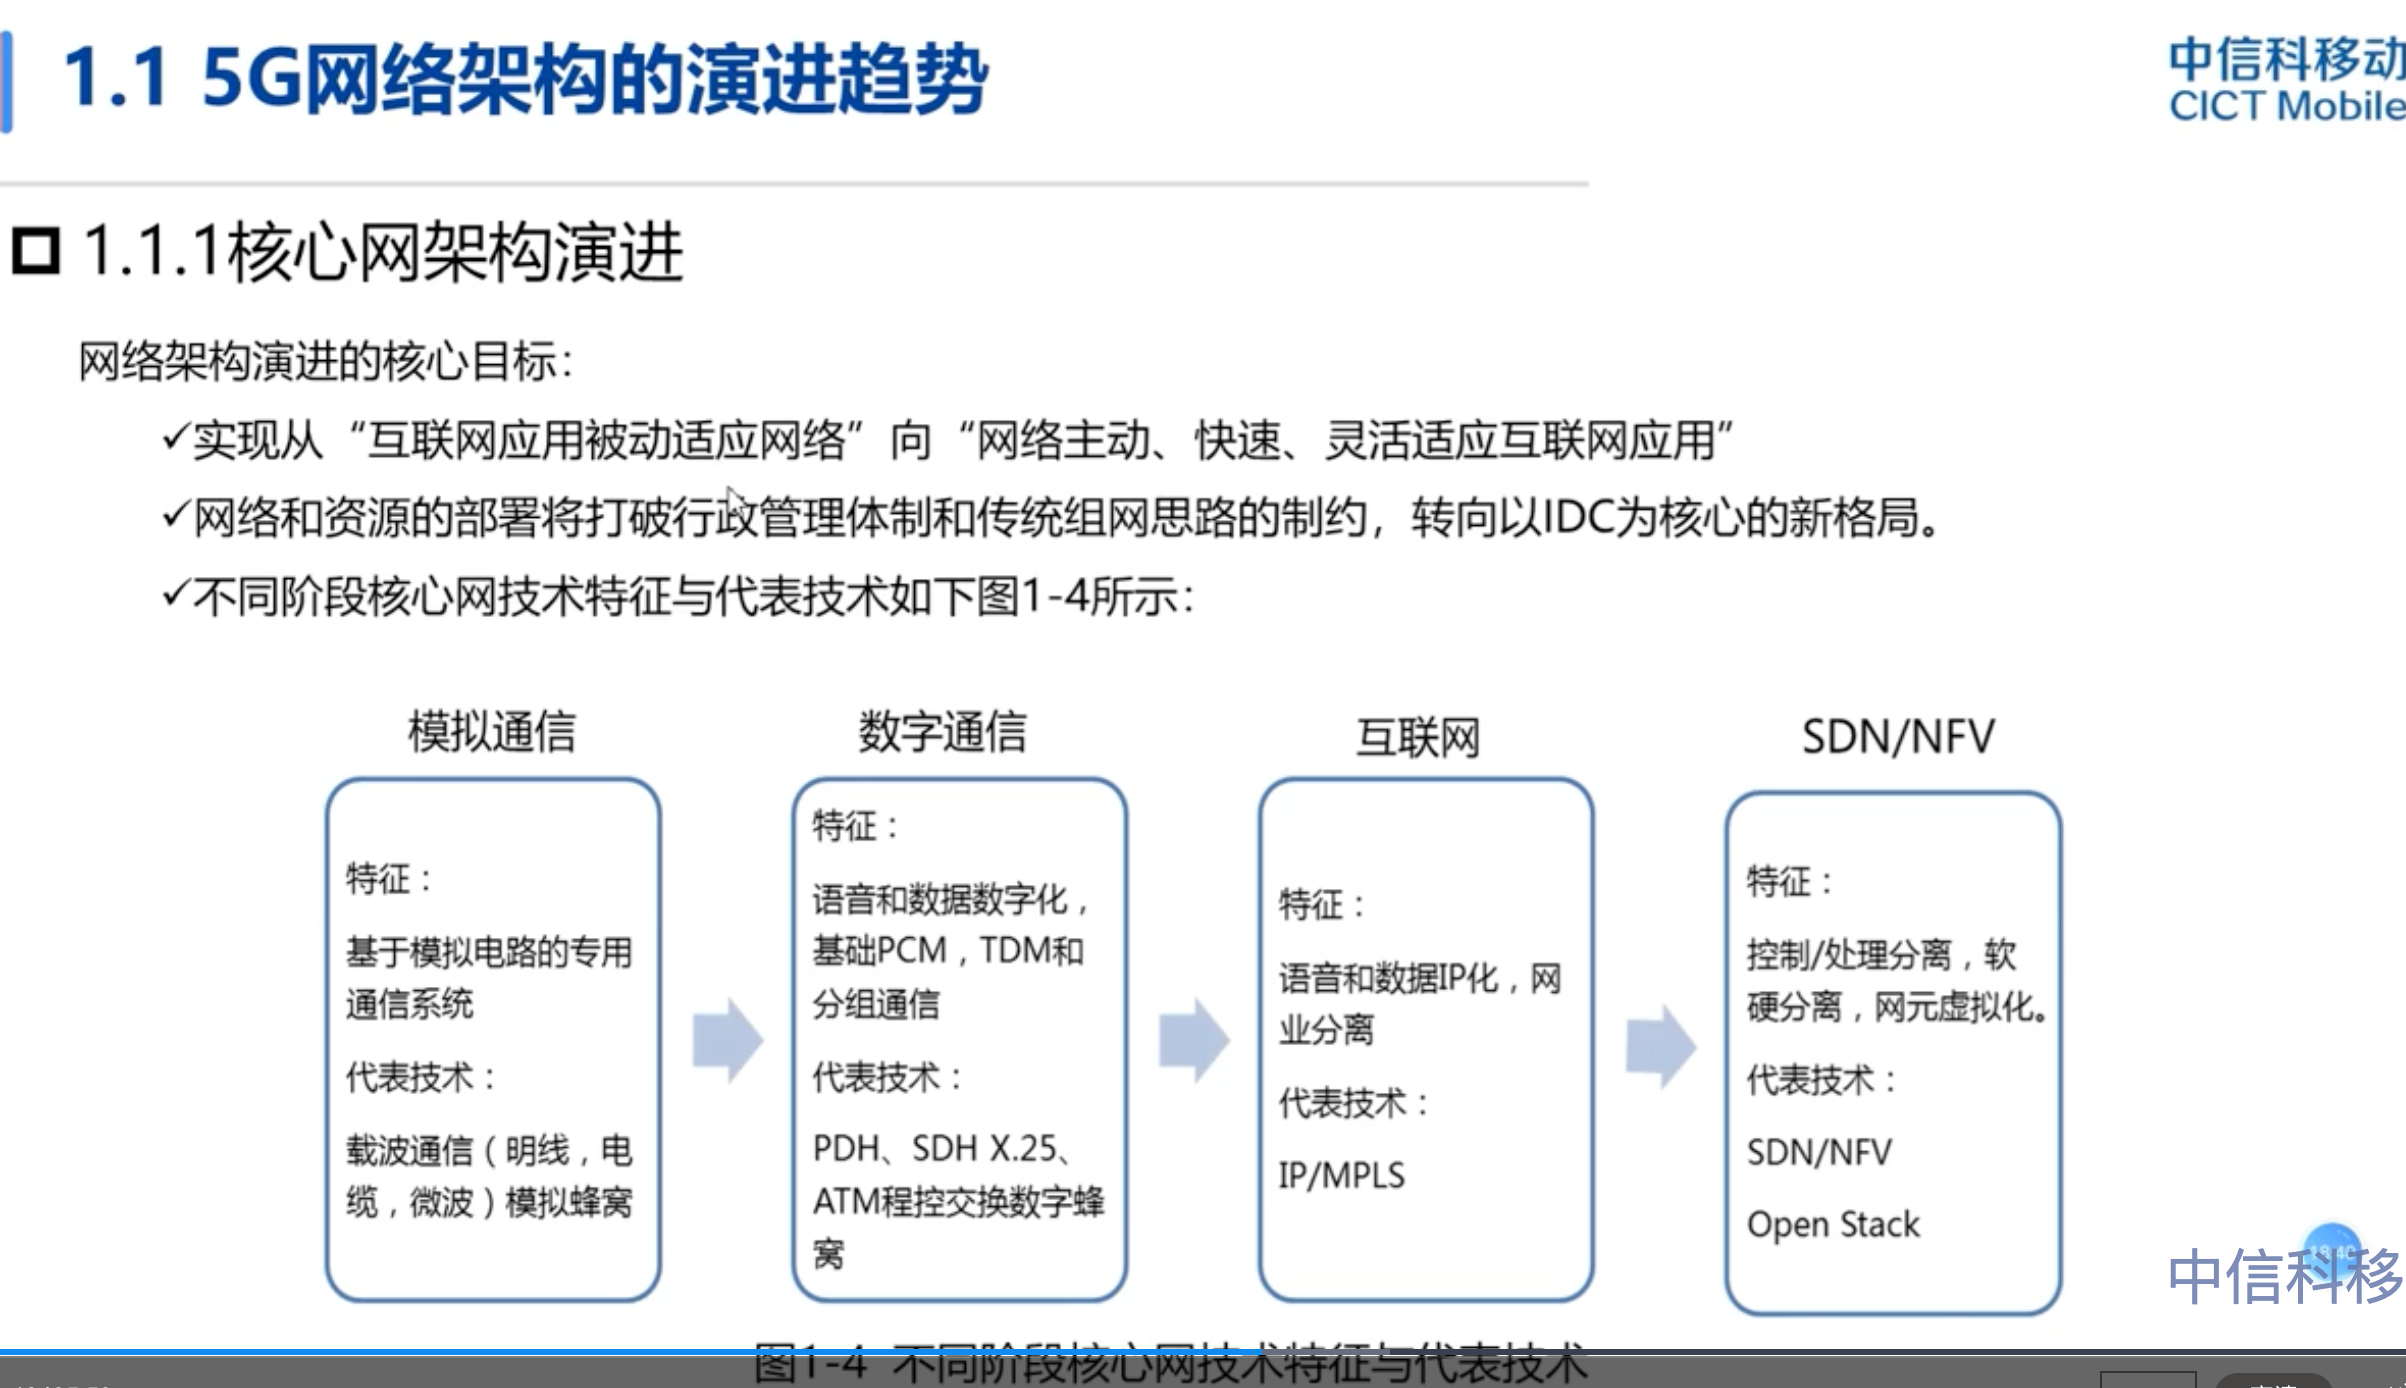 1.1 5G网络架构的演进趋势
中信科移动
CICT Mobile
1.1.1核心网架构演进
网络架构演进的核心目标：
✓实现从“互联网应用被动适应网络”向“网络主动、快速、灵活适应互联网应用”
✓网络和资源的部署将打破行政管理体制和传统组网思路的制约，转向以IDC为核心的新格局。
✓不同阶段核心网技术特征与代表技术如下图1-4所示：
模拟通信
特征：
基于模拟电路的专用
通信系统
代表技术：
载波通信（明线，电
缆，微波）模拟蜂窝
数字通信
特征：
语音和数据数字化，
基础PCM，TDM和
分组通信
代表技术：
PDH、SDH X.25、
ATM程控交换数字蜂
窝
互联网
特征：
语音和数据IP化，网
业分离
代表技术：
IP/MPLS
SDN/NFV
特征：
控制/处理分离，软
硬分离，网元虚拟化。
代表技术：
SDN/NFV
Open Stack
中信科移
图1-4 不同阶段核心网技术特征与代表技术